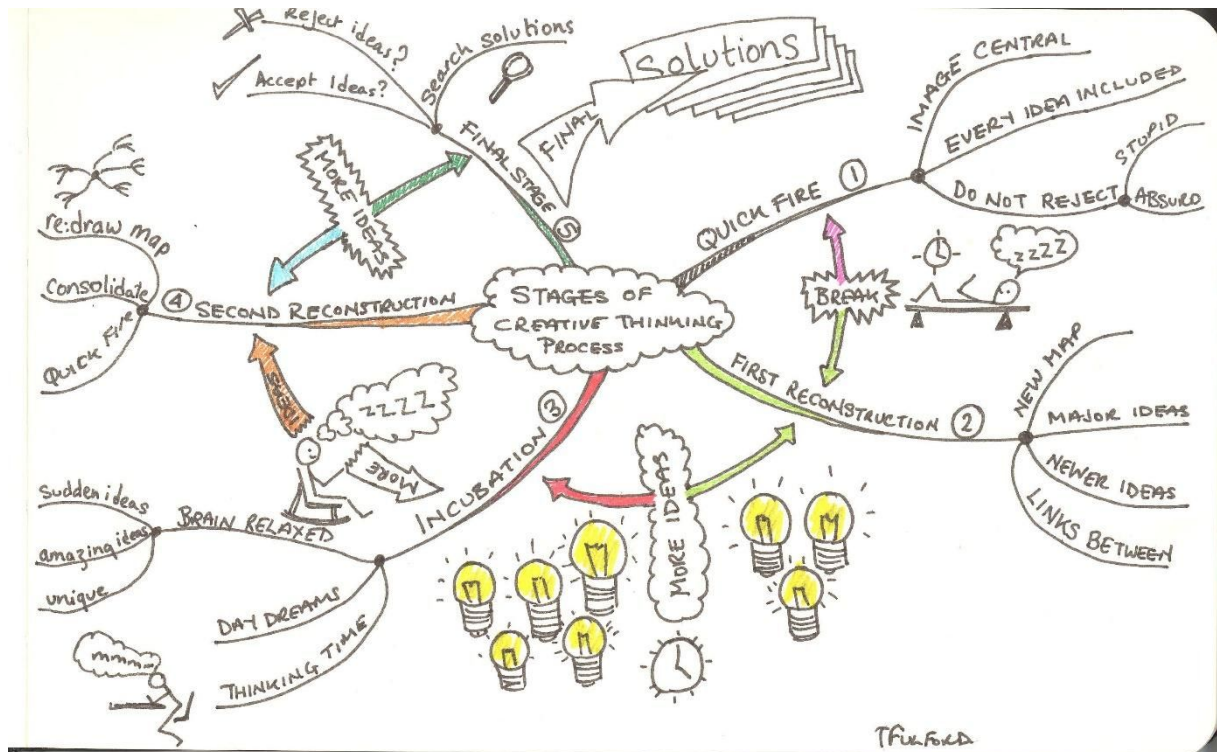 STAGES OF
CREATIVE THINKING
PROCESS
QUICK FIRE 1
IMAGE CENTRAL
EVERY IDEA INCLUDED
DO NOT REJECT
STUPID
ABSURD
BREAK
ZZZZ
FIRST RECONSTRUCTION 2
NEW MAP
MAJOR IDEAS
NEWER IDEAS
LINKS BETWEEN
MORE IDEAS
INCUBATION 3
BRAIN RELAXED
sudden ideas
amazing ideas
unique
DAY DREAMS
THINKING TIME
mmmm
MORE
ZZZZ
4 SECOND RECONSTRUCTION
re:draw map
Consolidate
QUICK FIRE
MORE IDEAS
FINAL STAGE 5
Search Solutions
Reject ideas?
Accept Ideas?
FINAL
Solutions
TFULFORD